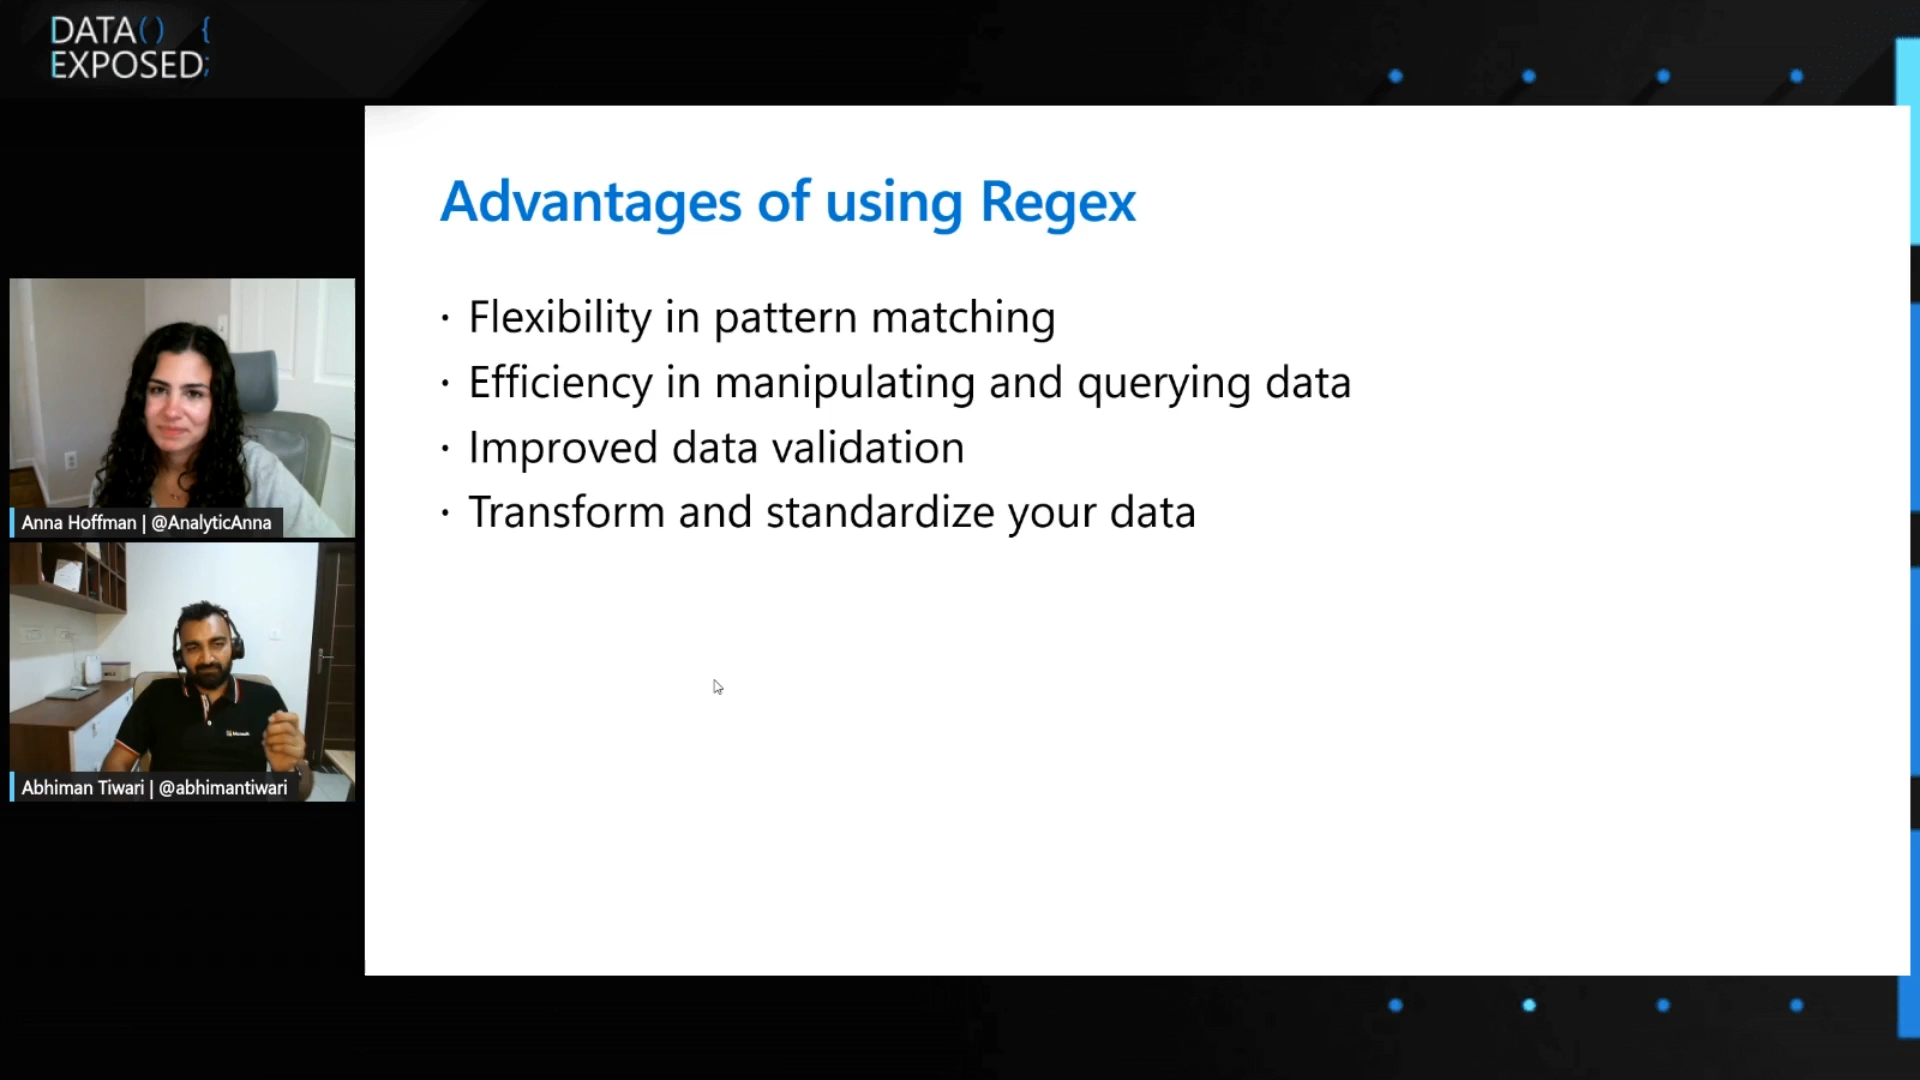 DATA() {
EXPOSED;
Advantages of using Regex
· Flexibility in pattern matching
· Efficiency in manipulating and querying data
· Improved data validation
· Transform and standardize your data
Anna Hoffman | @AnalyticAnna
Microsoft
Abhiman Tiwari | @abhimantiwari